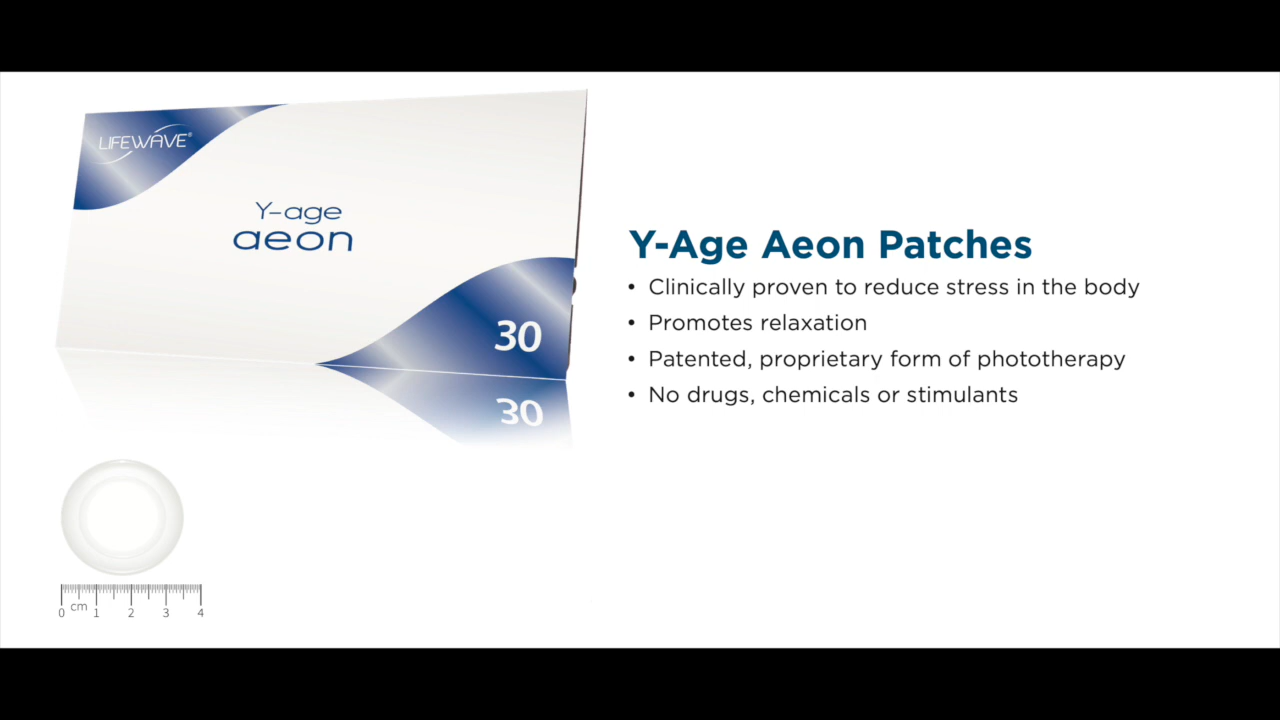 LIFEWAVE®
Y-age
aeon
30
30
Y-Age Aeon Patches
• Clinically proven to reduce stress in the body
• Promotes relaxation
• Patented, proprietary form of phototherapy
• No drugs, chemicals or stimulants
0 cm 1 2 3 4